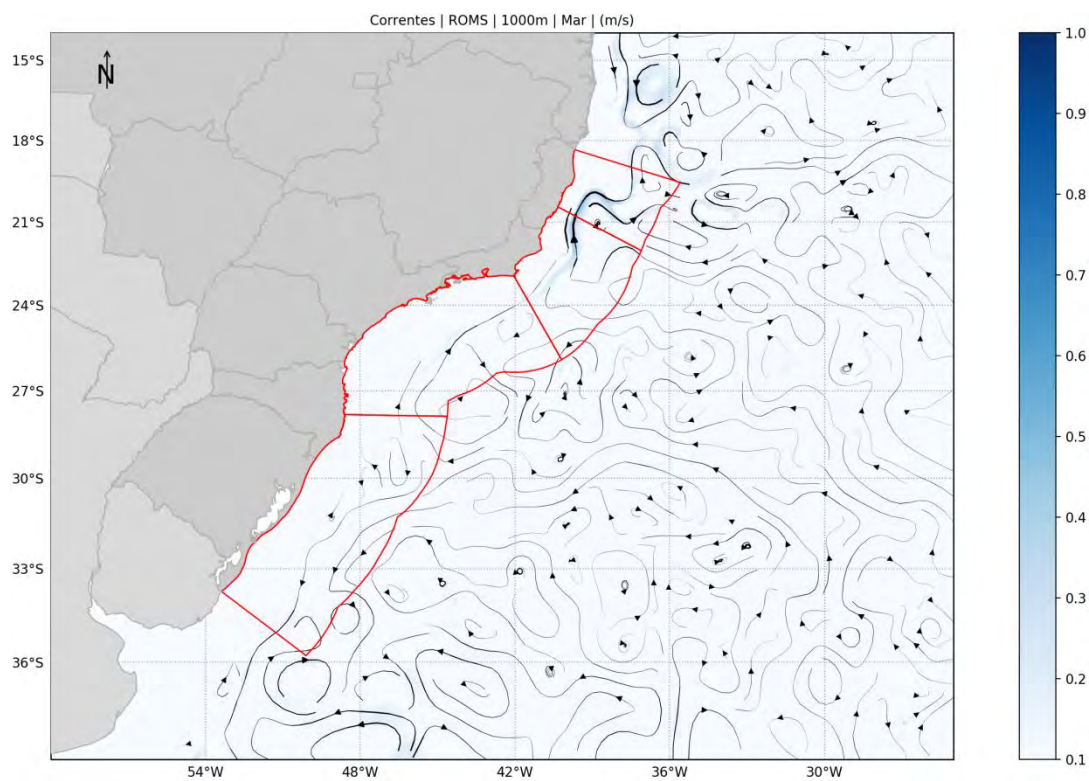 Correntes | ROMS | 1000m | Mar | (m/s)
N
15°S
18°S
21°S
24°S
27°S
30°S
33°S
36°S
54°W
48°W
42°W
36°W
30°W
1.0
0.9
0.8
0.7
0.6
0.5
0.4
0.3
0.2
0.1